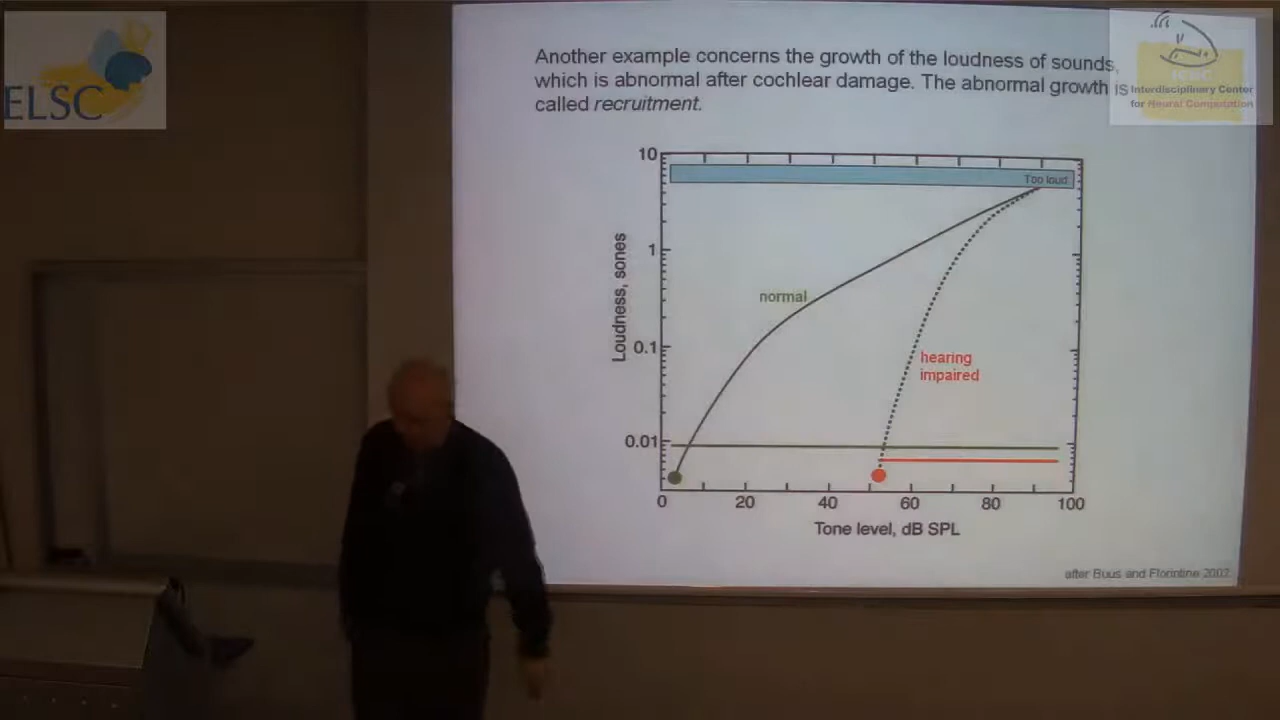 ELSC
ICNC
Interdisciplinary Center
for Neural Computation
Another example concerns the growth of the loudness of sounds,
which is abnormal after cochlear damage. The abnormal growth is
called recruitment.
10
1
0.1
0.01
Loudness, sones
Too loud
normal
hearing
impaired
0 20 40 60 80 100
Tone level, dB SPL
after Buus and Florintine 2002